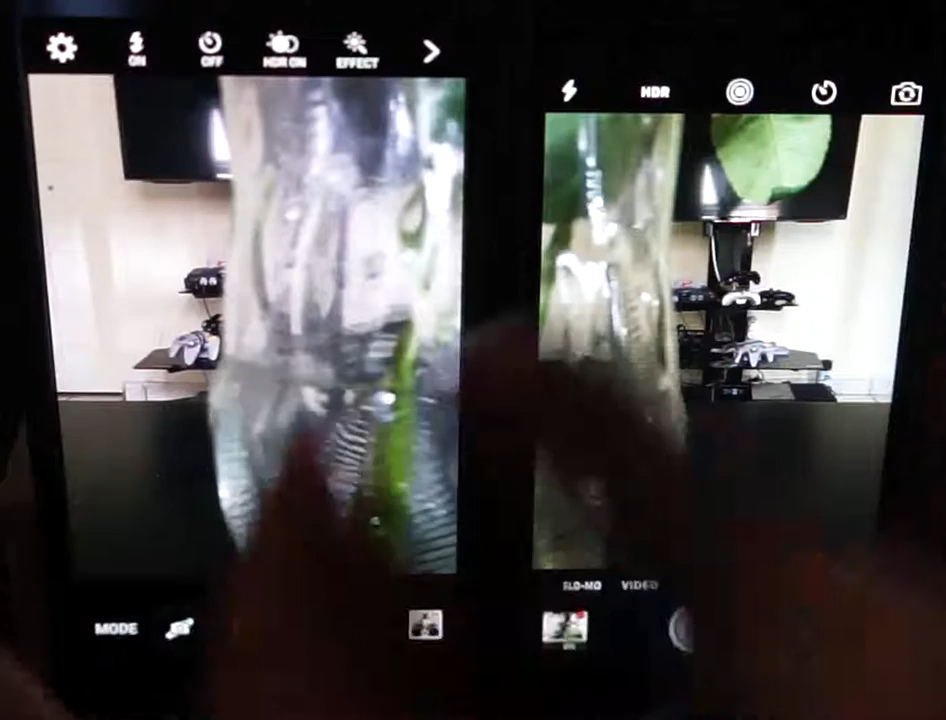 ON
OFF
HDR ON
EFFECT
HDR
SLO-MO
VIDEO
MODE